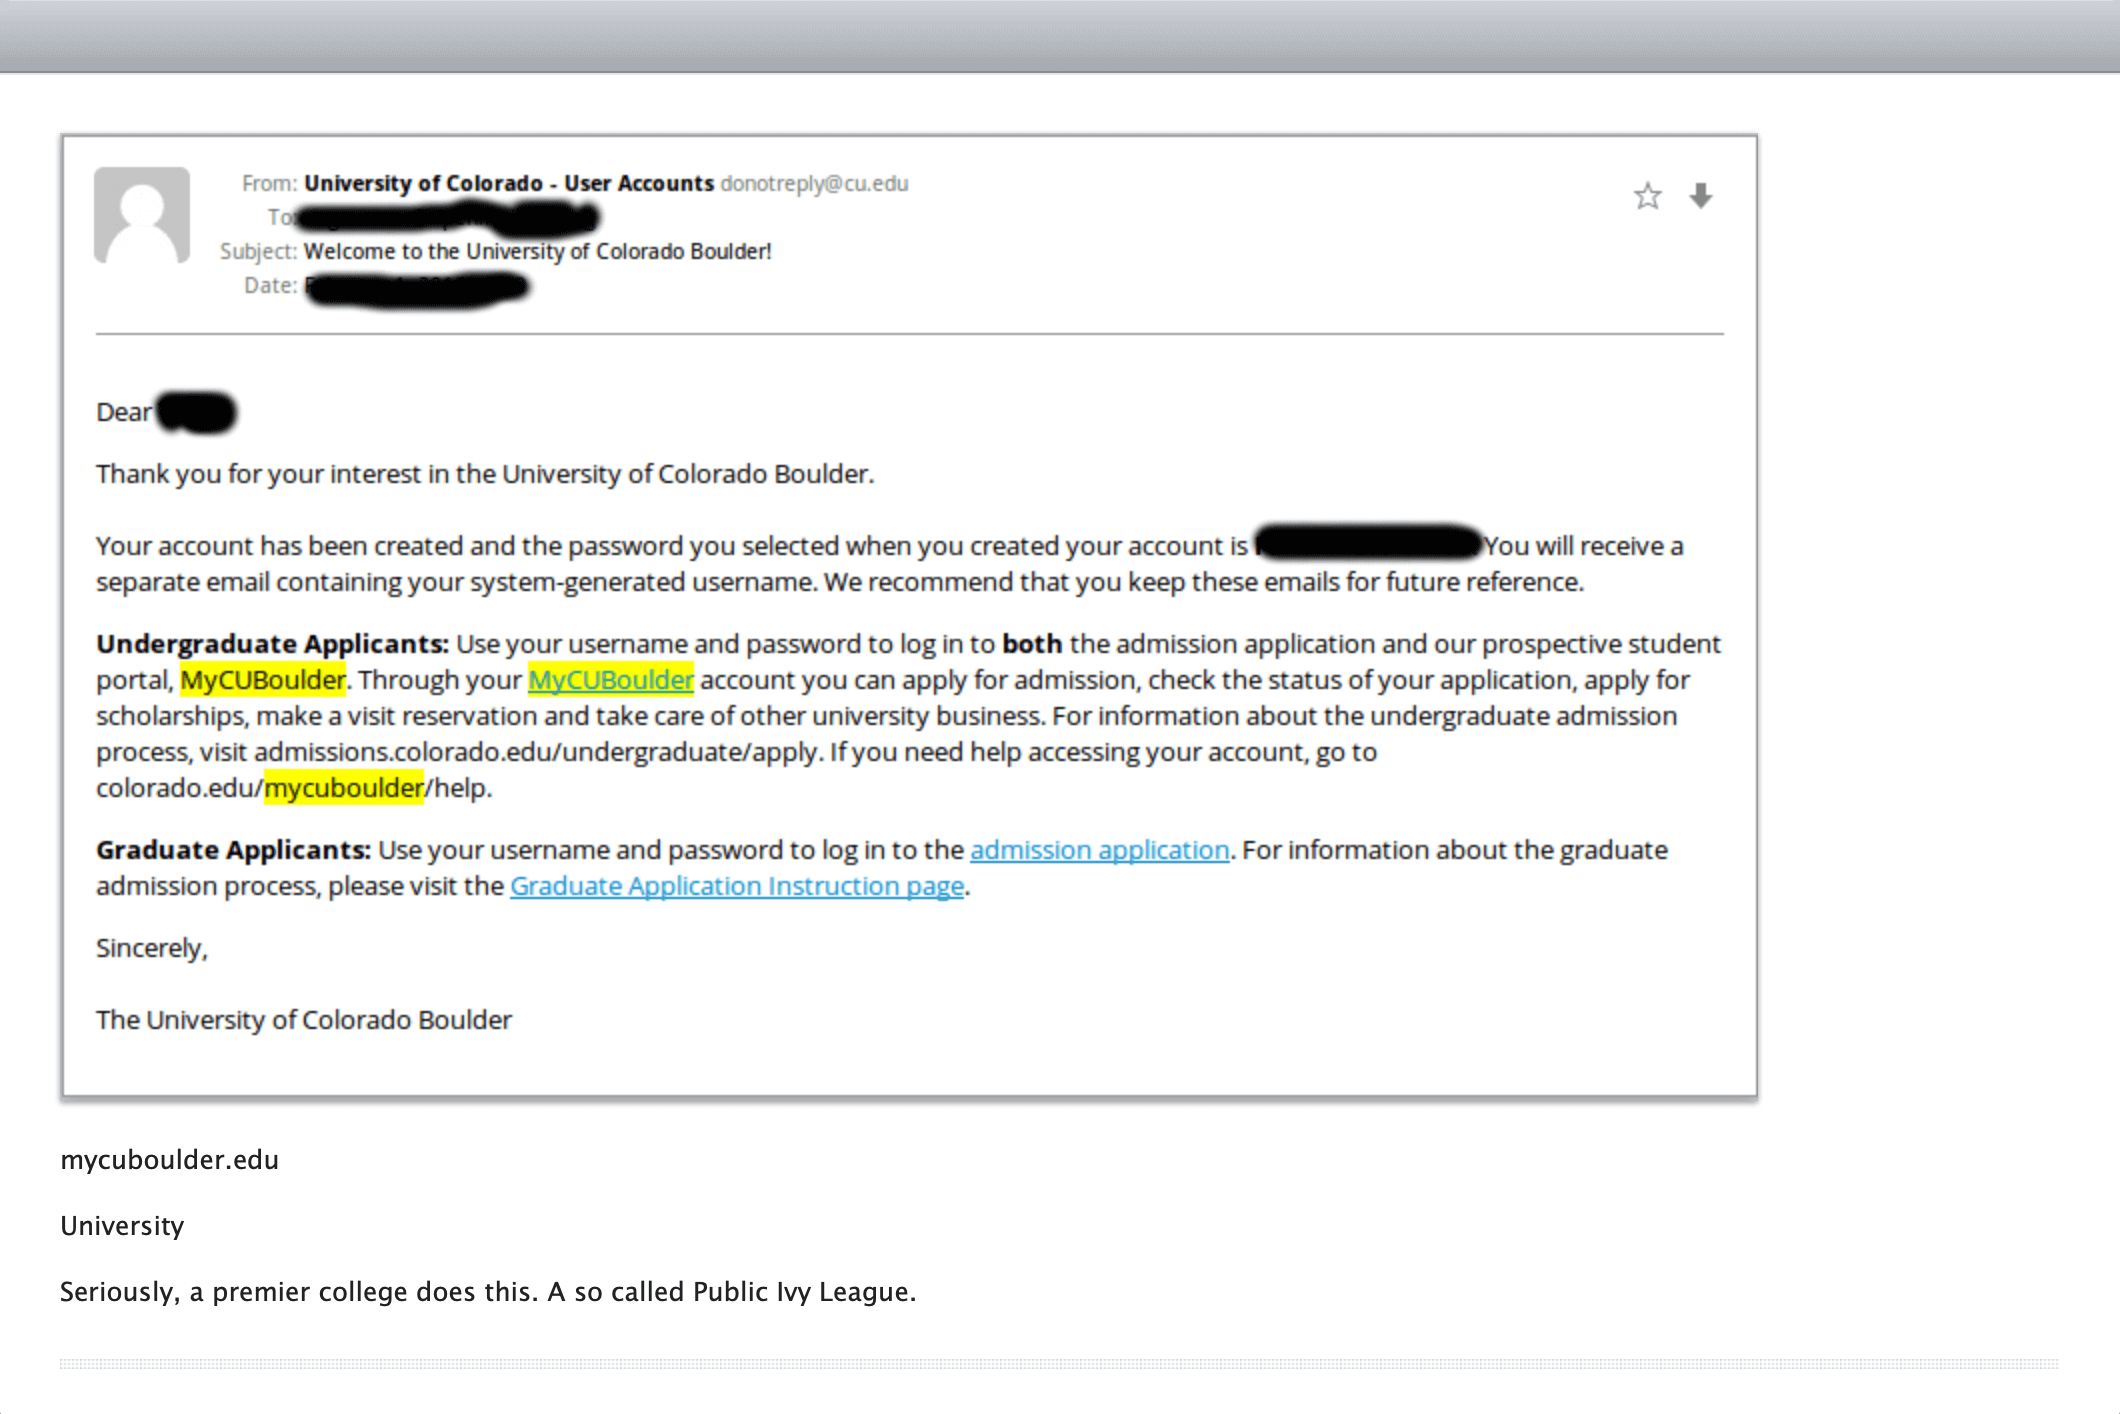 From: University of Colorado - User Accounts donotreply@cu.edu
To:
Subject: Welcome to the University of Colorado Boulder!
Date:
Dear
Thank you for your interest in the University of Colorado Boulder.
Your account has been created and the password you selected when you created your account is You will receive a
separate email containing your system-generated username. We recommend that you keep these emails for future reference.
Undergraduate Applicants: Use your username and password to log in to both the admission application and our prospective student
portal, MyCUBoulder. Through your MyCUBoulder account you can apply for admission, check the status of your application, apply for
scholarships, make a visit reservation and take care of other university business. For information about the undergraduate admission
process, visit admissions.colorado.edu/undergraduate/apply. If you need help accessing your account, go to
colorado.edu/mycuboulder/help.
Graduate Applicants: Use your username and password to log in to the admission application. For information about the graduate
admission process, please visit the Graduate Application Instruction page.
Sincerely,
The University of Colorado Boulder
mycuboulder.edu
University
Seriously, a premier college does this. A so called Public Ivy League.